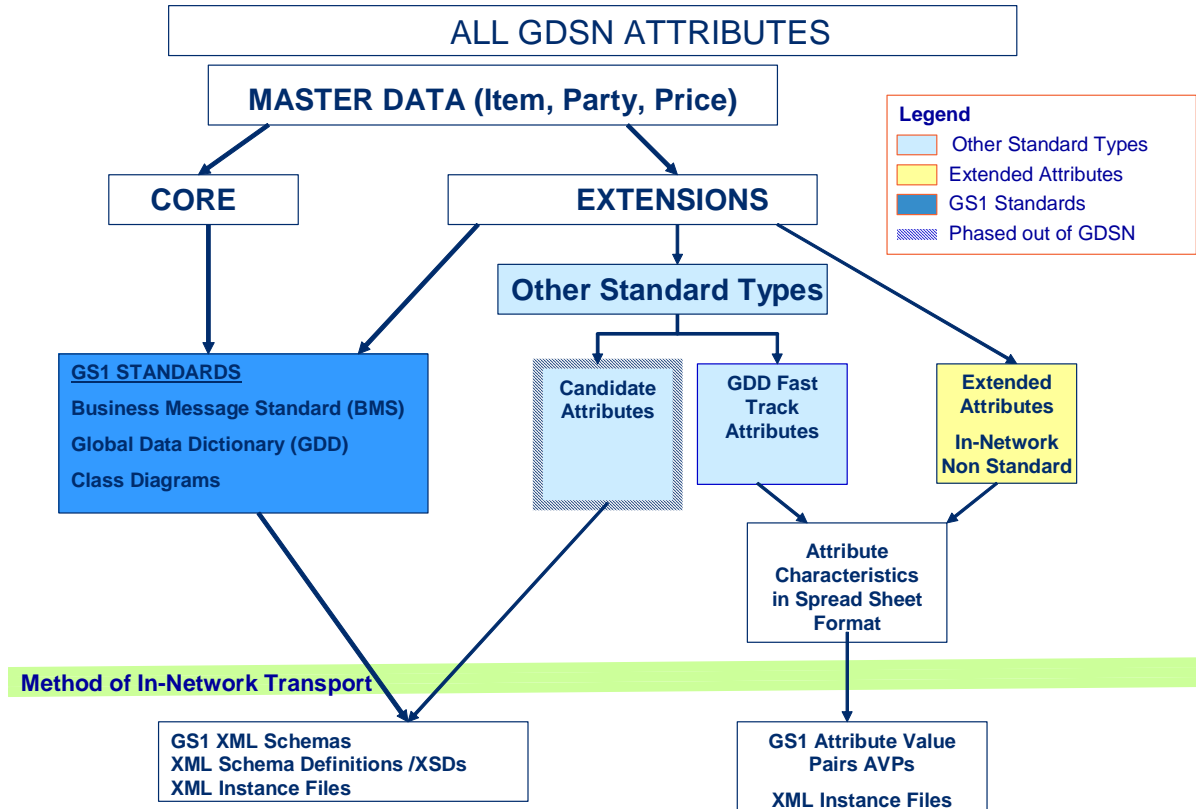 ALL GDSN ATTRIBUTES
MASTER DATA (Item, Party, Price)
Legend
Other Standard Types
Extended Attributes
GS1 Standards
Phased out of GDSN
CORE
EXTENSIONS
Other Standard Types
GS1 STANDARDS
Business Message Standard (BMS)
Global Data Dictionary (GDD)
Class Diagrams
Candidate
Attributes
GDD Fast
Track
Attributes
Extended
Attributes
In-Network
Non Standard
Attribute
Characteristics
in Spread Sheet
Format
Method of In-Network Transport
GS1 XML Schemas
XML Schema Definitions /XSDs
XML Instance Files
GS1 Attribute Value
Pairs AVPs
XML Instance Files